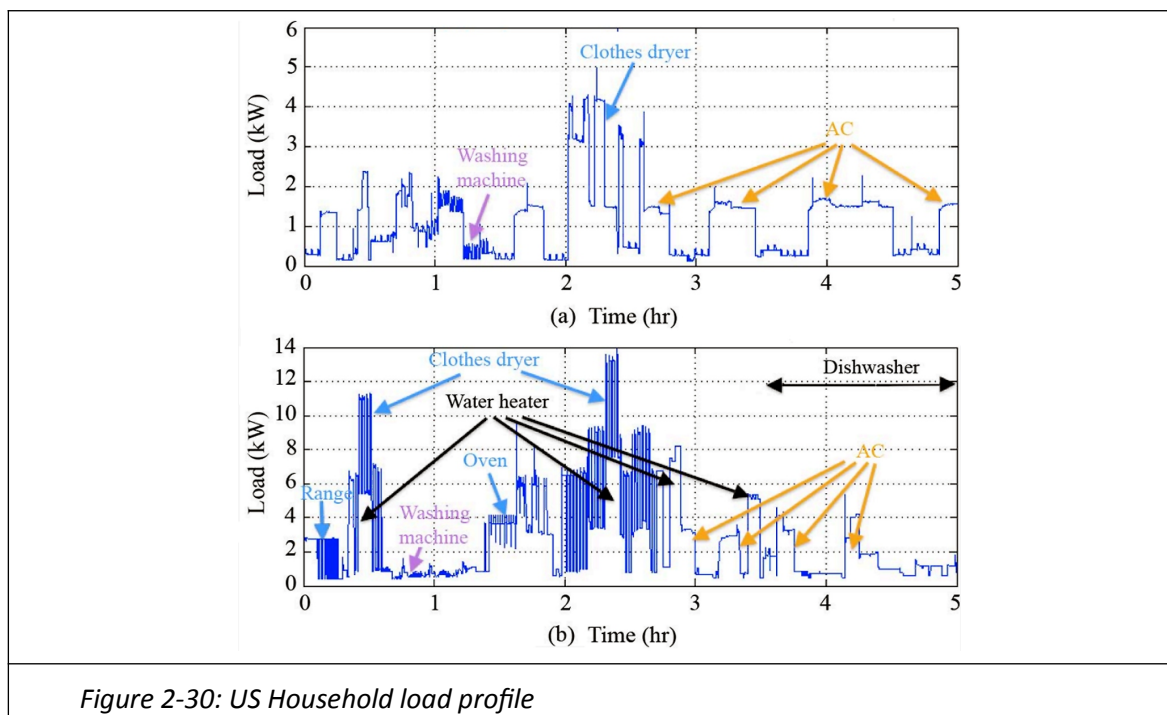 6
5
4
3
2
1
0
Load (kW)
Clothes dryer
Washing
machine
AC
0 1 2 3 4 5
(a) Time (hr)
14
12
10
8
6
4
2
0
Load (kW)
Clothes dryer
Dishwasher
Water heater
Oven
AC
Range
Washing
machine
0 1 2 3 4 5
(b) Time (hr)
Figure 2-30: US Household load profile